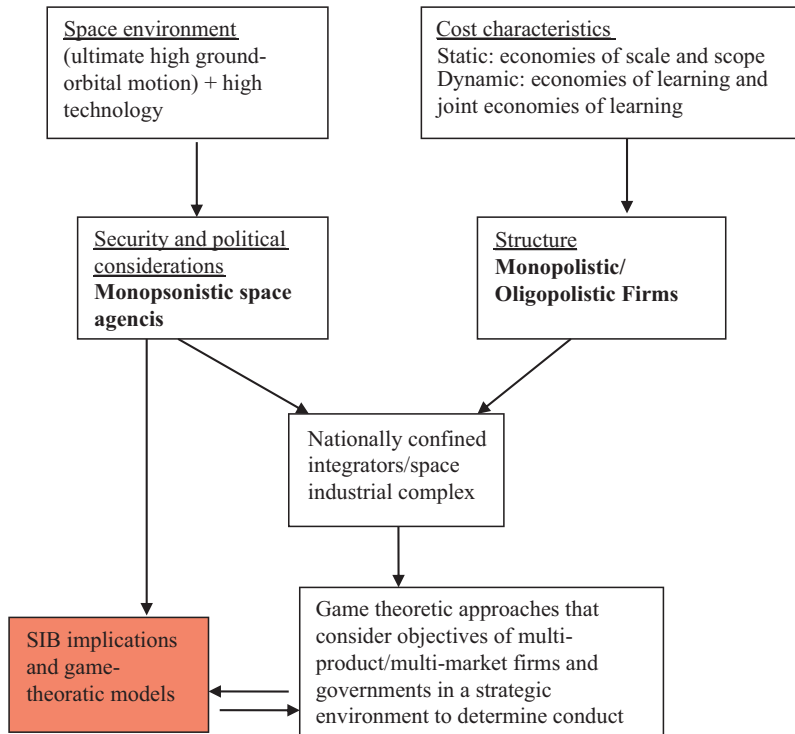 Space environment
(ultimate high ground-
orbital motion) + high
technology
Cost characteristics
Static: economies of scale and scope
Dynamic: economies of learning and
joint economies of learning
Security and political
considerations
Monopsonistic space
agencis
Structure
Monopolistic/
Oligopolistic Firms
Nationally confined
integrators/space
industrial complex
SIB implications
and game-
theoratic models
Game theoretic approaches that
consider objectives of multi-
product/multi-market firms and
governments in a strategic
environment to determine conduct